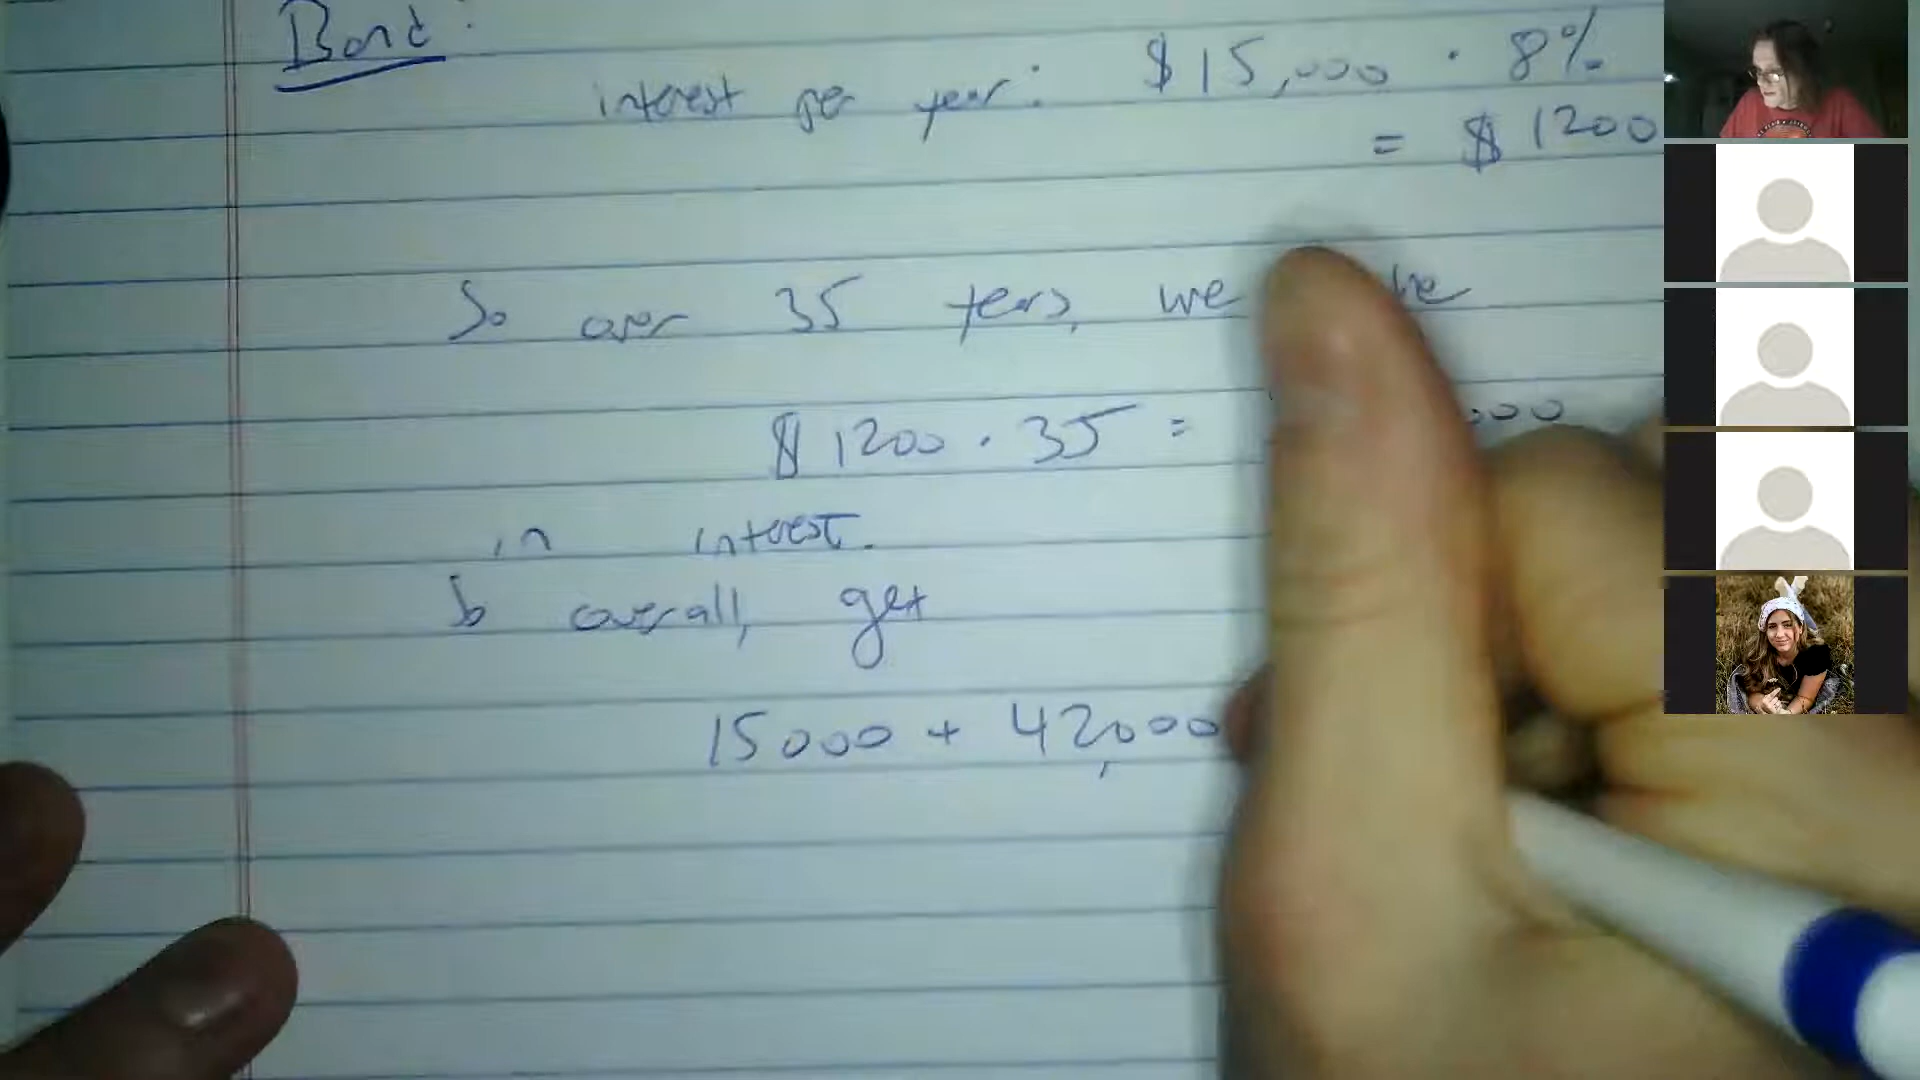 Bond:
interest per year: $15,000 · 8%
= $1200
So over 35 years, we
$1200 · 35 =
in interest.
So overall, get
15000 + 42,000